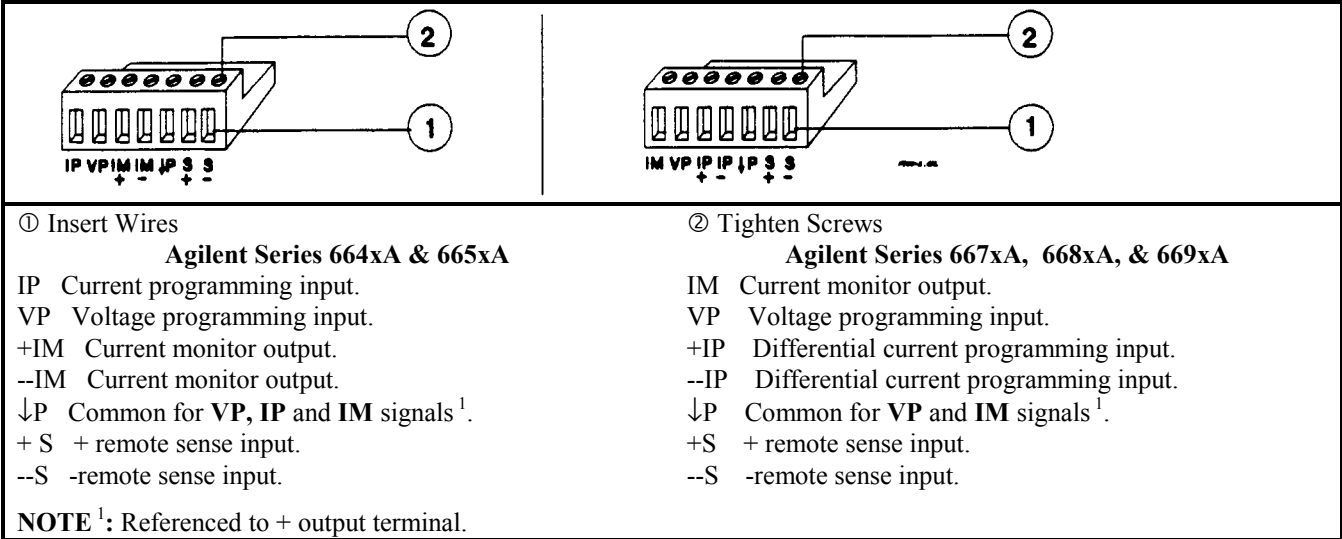 2
1
IP VP IM IM ↓P S S
+ - + -
2
1
IM VP IP IP ↓P S S
+ - + -
① Insert Wires
Agilent Series 664xA & 665xA
IP Current programming input.
VP Voltage programming input.
+IM Current monitor output.
--IM Current monitor output.
↓P Common for VP, IP and IM signals 1.
+ S + remote sense input.
--S -remote sense input.
NOTE 1: Referenced to + output terminal.
② Tighten Screws
Agilent Series 667xA, 668xA, & 669xA
IM Current monitor output.
VP Voltage programming input.
+IP Differential current programming input.
--IP Differential current programming input.
↓P Common for VP and IM signals 1.
+S + remote sense input.
--S -remote sense input.